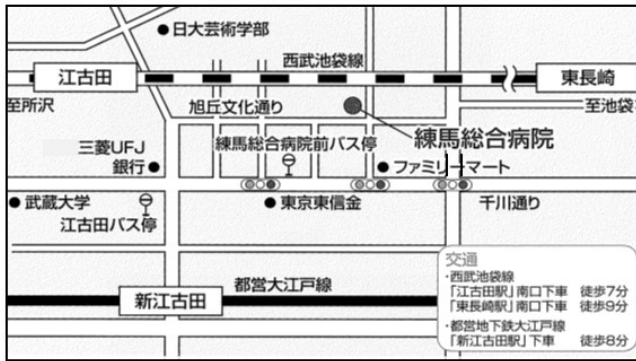 日大芸術学部
西武池袋線
江古田
東長崎
至所沢
旭丘文化通り
至池袋
練馬総合病院
三菱UFJ
銀行
練馬総合病院前バス停
ファミリーマート
武蔵大学
江古田バス停
東京東信金
千川通り
都営大江戸線
新江古田
交通
・西武池袋線
「江古田駅」南口下車 徒歩7分
「東長崎駅」南口下車 徒歩9分
・都営地下鉄大江戸線
「新江古田駅」下車 徒歩8分